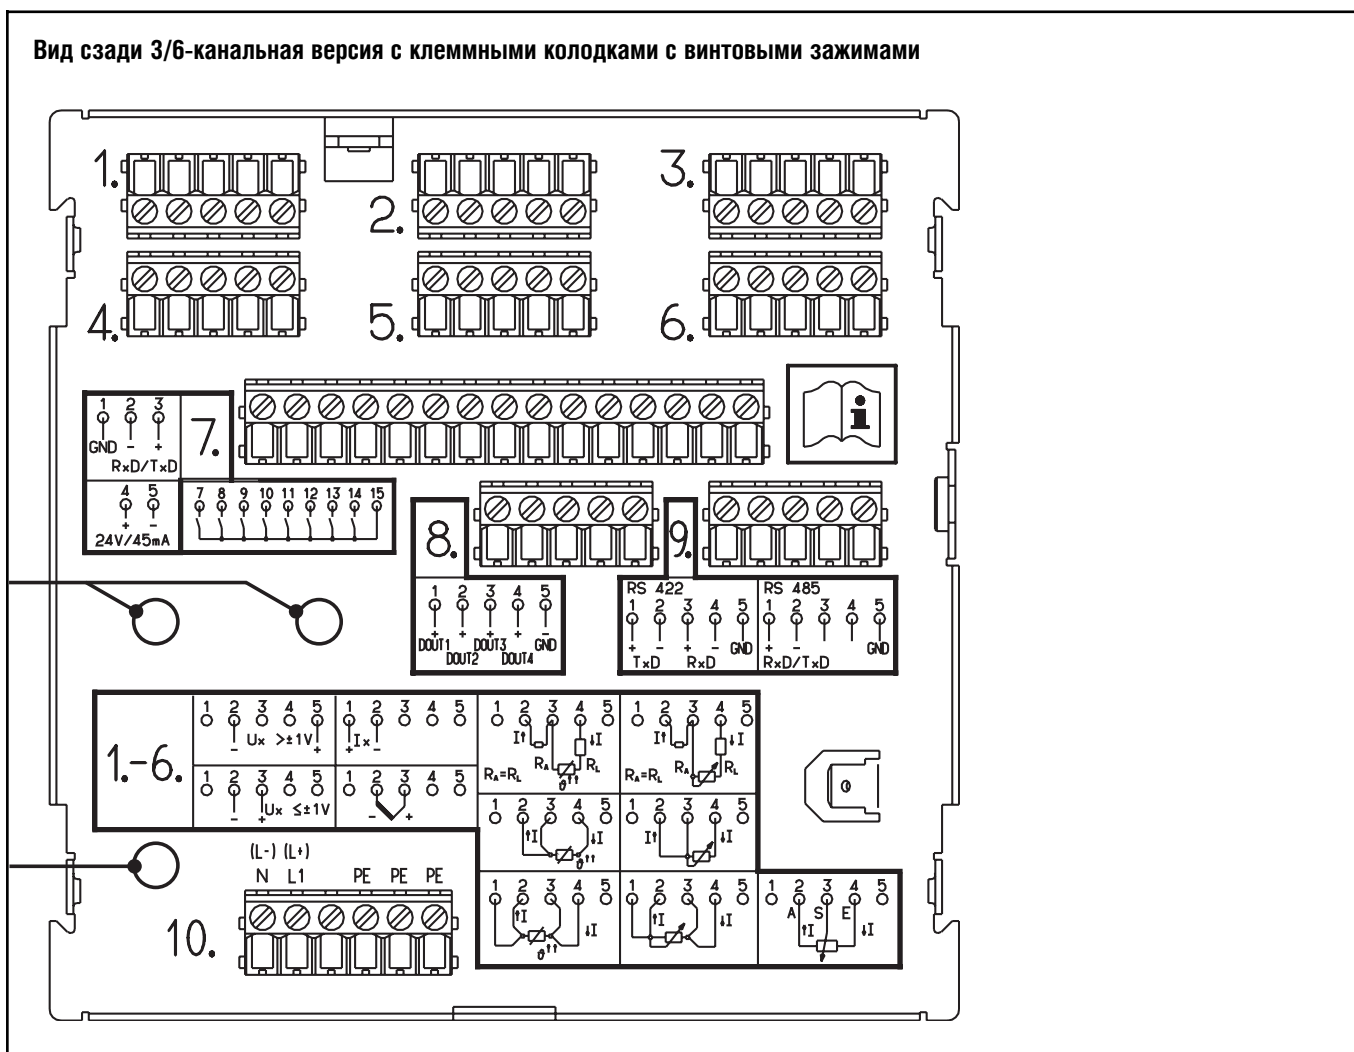 Вид сзади 3/6-канальная версия с клеммными колодками с винтовыми зажимами
1. 2. 3.
4. 5. 6.
1 2 3
GND - +
RxD/TxD
7.
4 5
+ -
24V/45mA
7 8 9 10 11 12 13 14 15
i
8.
1 2 3 4 5
+ + + + -
DOUT1 DOUT3 GND
DOUT2 DOUT4
9.
RS 422
1 2 3 4 5
+ - + - GND
TxD RxD
RS 485
1 2 3 4 5
+ - GND
RxD/TxD
1.-6.
1 2 3 4 5
- Ux >±1V +
1 2 3 4 5
+Ix-
1 2 3 4 5
I↑ ↓I
RA RL
RA=RL
ϑ↑↑
1 2 3 4 5
I↑ ↓I
RA RL
RA=RL
1 2 3 4 5
- + Ux ≤±1V
1 2 3 4 5
- +
1 2 3 4 5
↑I ↓I
ϑ↑↑
1 2 3 4 5
I↑ ↓I
1 2 3 4 5
↑I ↓I
ϑ↑↑
1 2 3 4 5
↑I ↓I
1 2 3 4 5
A S E
↑I ↓I
(L-) (L+)
N L1 PE PE PE
10.